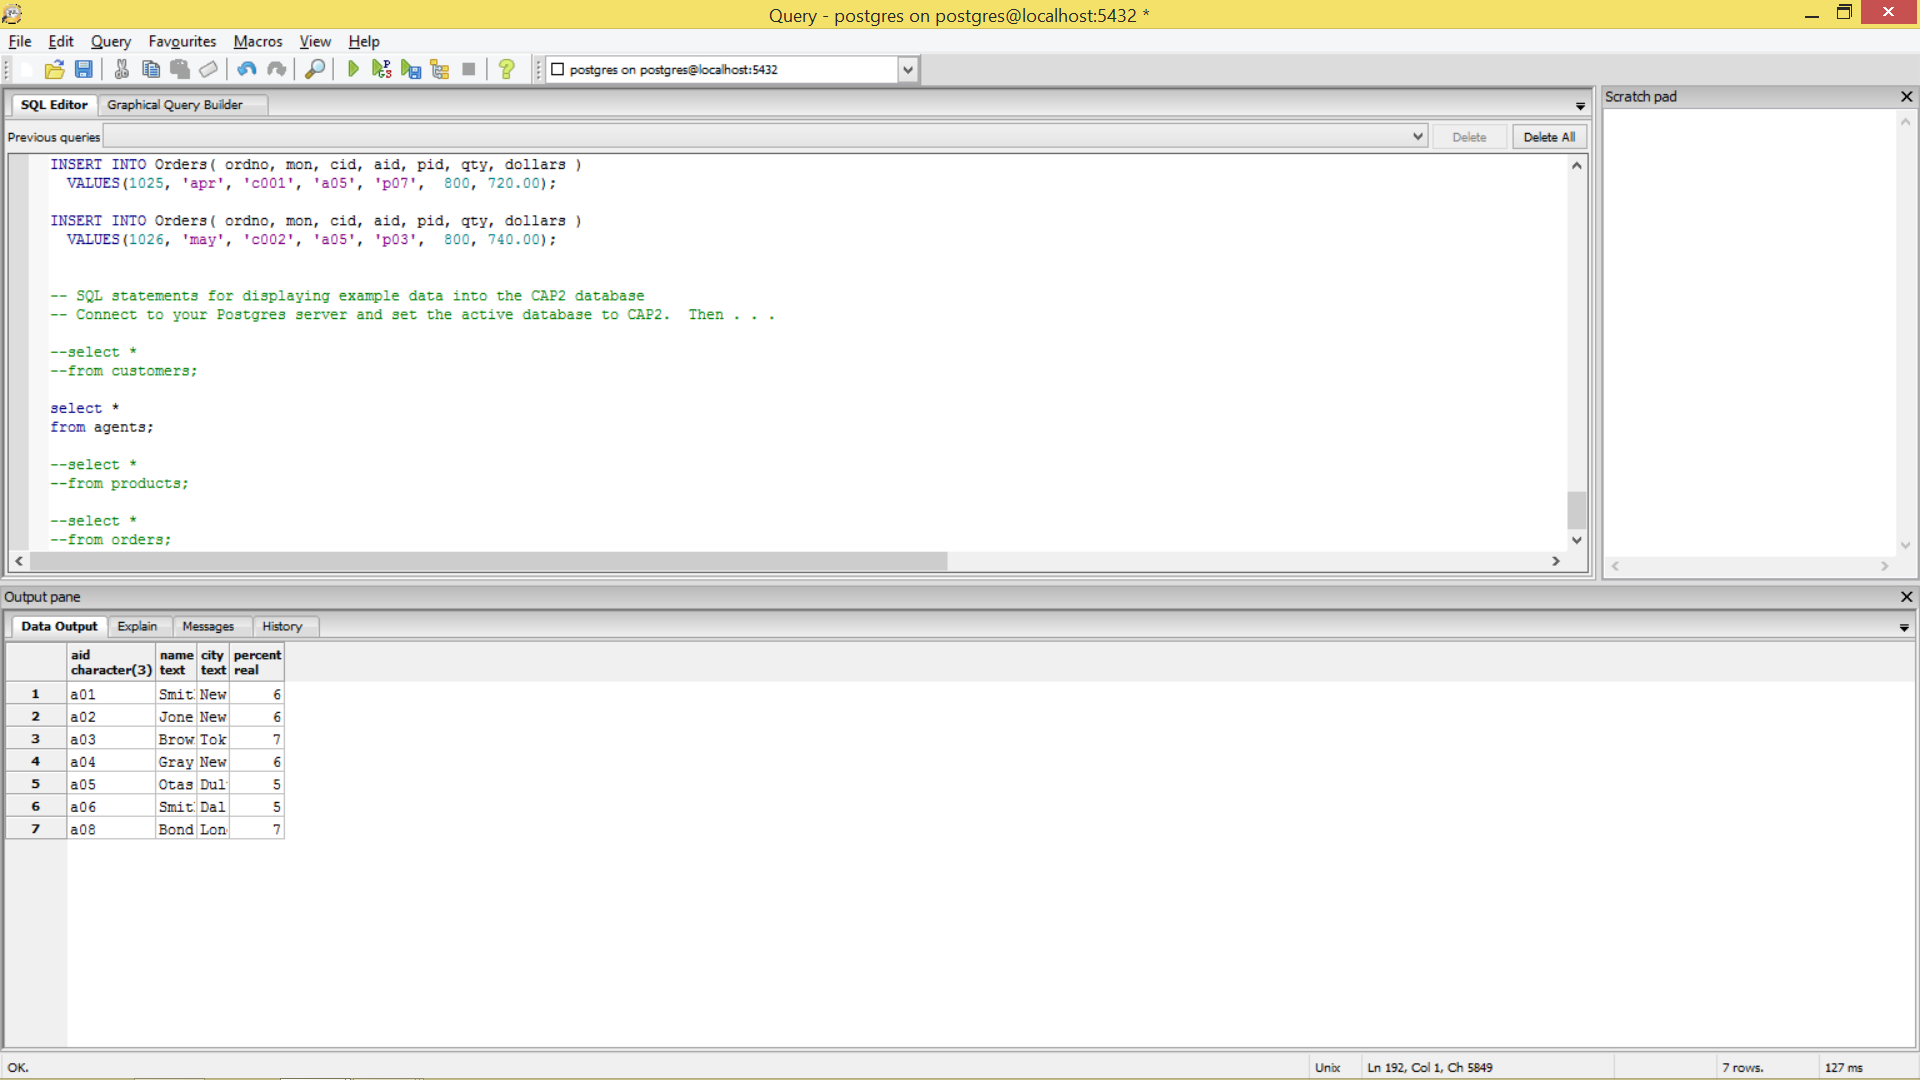 Query - postgres on postgres@localhost:5432 *
File Edit Query Favourites Macros View Help
postgres on postgres@localhost:5432
SQL Editor Graphical Query Builder
Scratch pad
Previous queries Delete Delete All
INSERT INTO Orders( ordno, mon, cid, aid, pid, qty, dollars )
VALUES(1025, 'apr', 'c001', 'a05', 'p07', 800, 720.00);
INSERT INTO Orders( ordno, mon, cid, aid, pid, qty, dollars )
VALUES(1026, 'may', 'c002', 'a05', 'p03', 800, 740.00);
-- SQL statements for displaying example data into the CAP2 database
-- Connect to your Postgres server and set the active database to CAP2. Then . . .
--select *
--from customers;
select *
from agents;
--select *
--from products;
--select *
--from orders;
Output pane
Data Output Explain Messages History
aid name city percent
character(3) text text real
1 a01 Smit New 6
2 a02 Jone New 6
3 a03 Brow Tok 7
4 a04 Gray New 6
5 a05 Otas Dul 5
6 a06 Smit Dal 5
7 a08 Bond Lon 7
OK. Unix Ln 192, Col 1, Ch 5849 7 rows. 127 ms